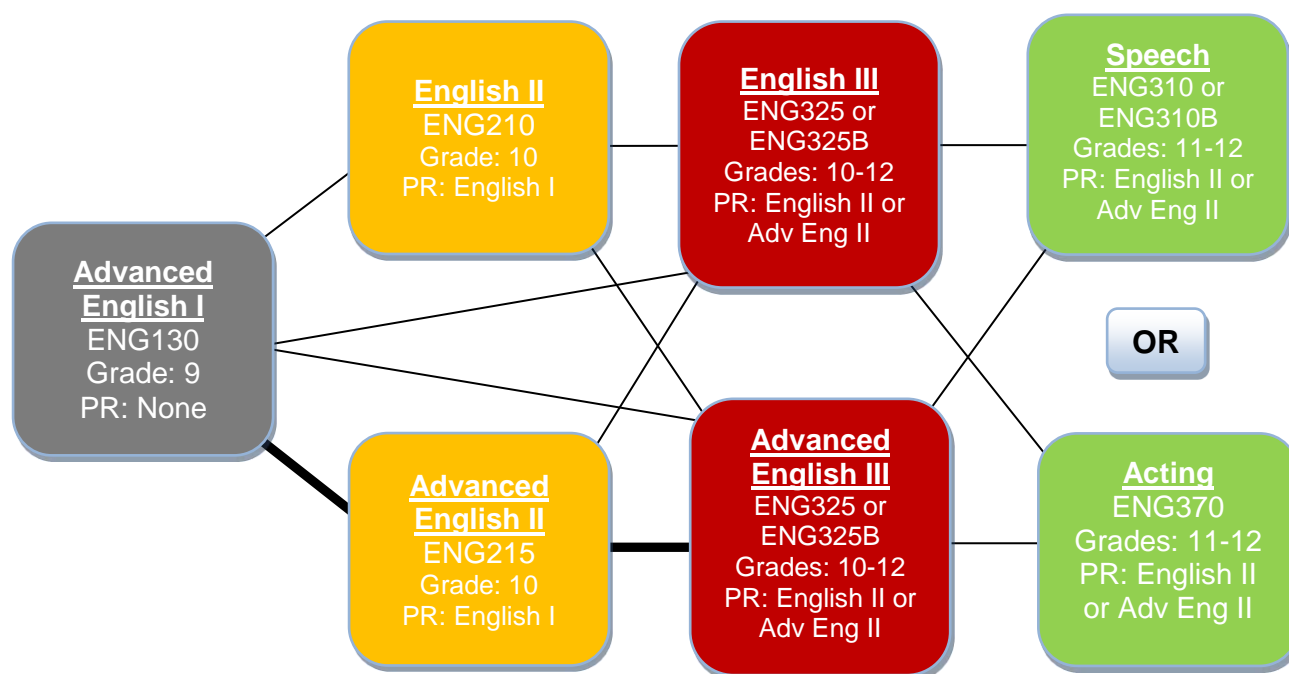 Advanced
English I
ENG130
Grade: 9
PR: None
English II
ENG210
Grade: 10
PR: English I
Advanced
English II
ENG215
Grade: 10
PR: English I
English III
ENG325 or
ENG325B
Grades: 10-12
PR: English II or
Adv Eng II
Advanced
English III
ENG325 or
ENG325B
Grades: 10-12
PR: English II or
Adv Eng II
Speech
ENG310 or
ENG310B
Grades: 11-12
PR: English II or
Adv Eng II
OR
Acting
ENG370
Grades: 11-12
PR: English II
or Adv Eng II